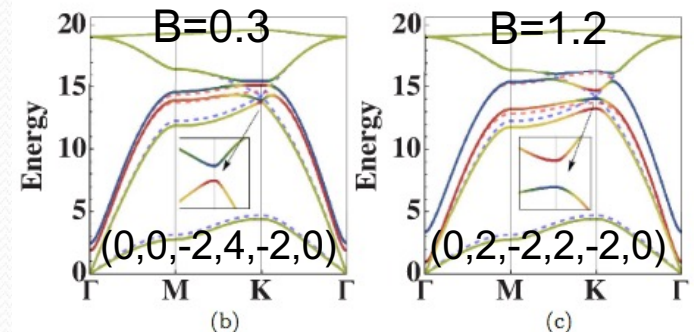 B=0.3
20
15
10
5
0
Energy
(0,0,-2,4,-2,0)
Γ M K Γ
(b)
B=1.2
20
15
10
5
0
Energy
(0,2,-2,2,-2,0)
Γ M K Γ
(c)